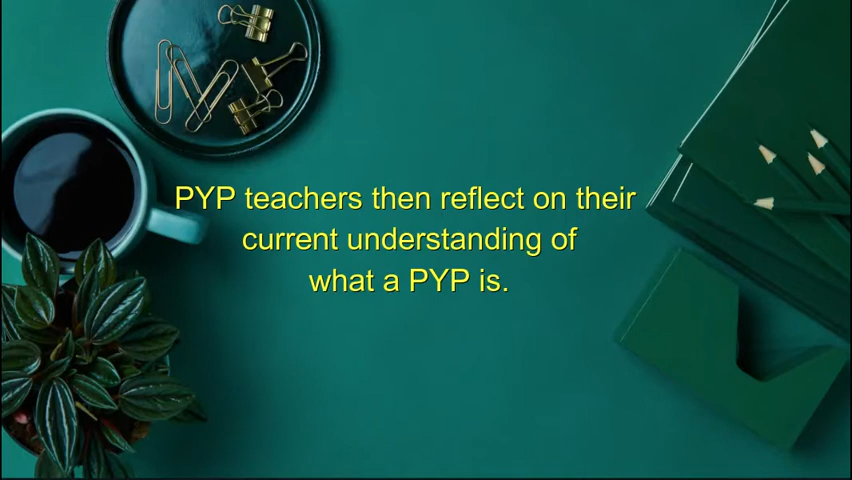 PYP teachers then reflect on their
current understanding of
what a PYP is.